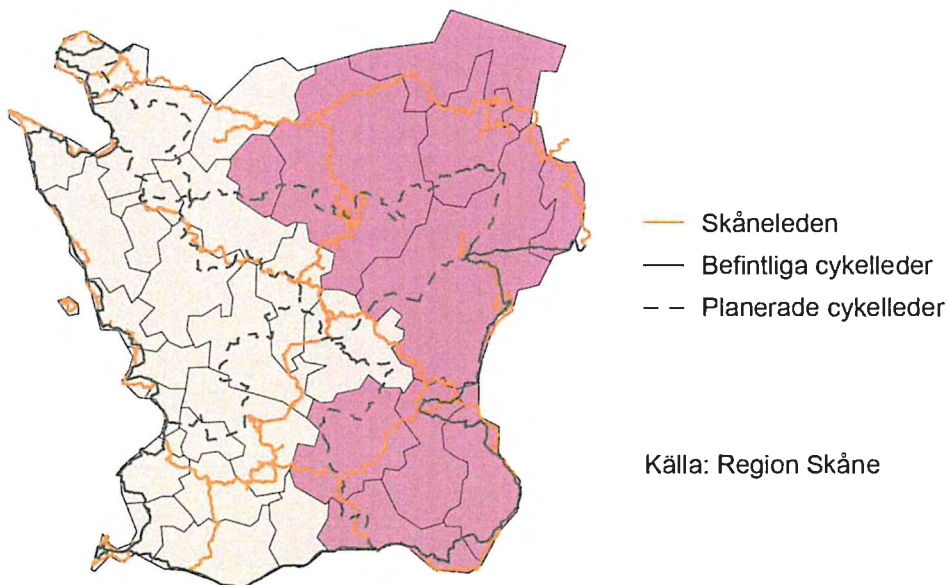 Skåneleden
Befintliga cykelleder
Planerade cykelleder
Källa: Region Skåne